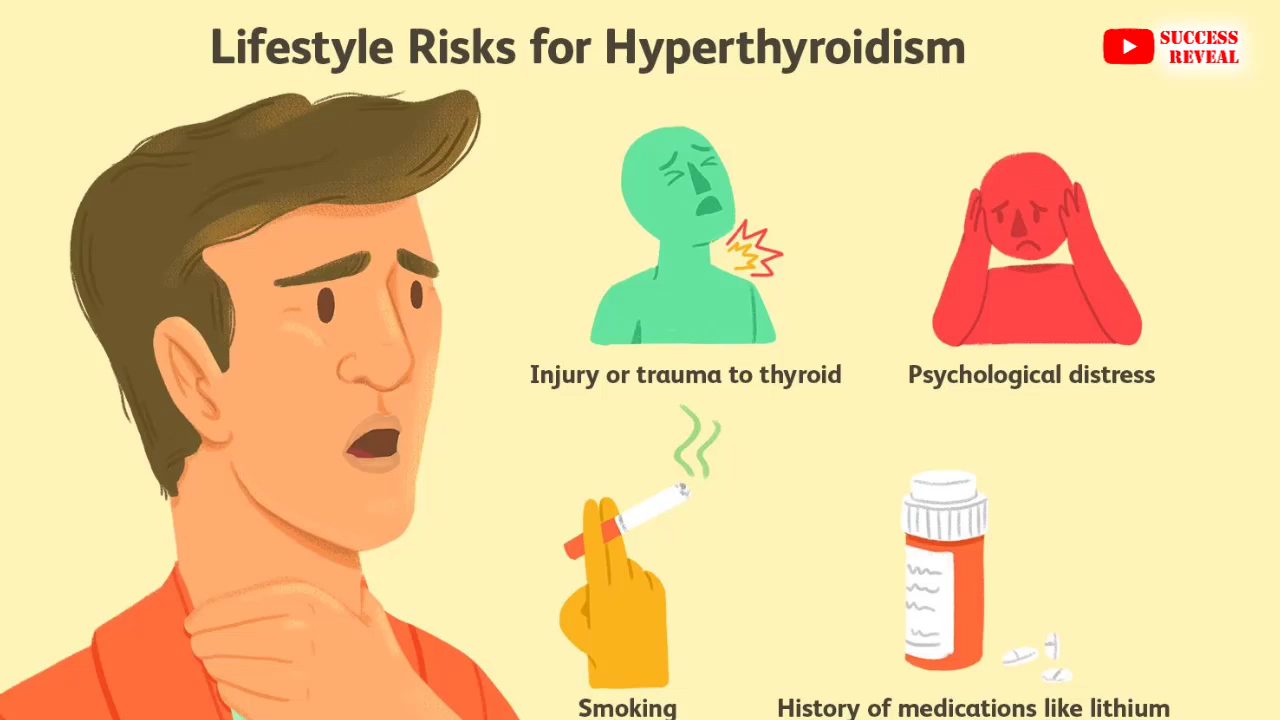 Lifestyle Risks for Hyperthyroidism
SUCCESS
REVEAL
Injury or trauma to thyroid
Psychological distress
Smoking
History of medications like lithium